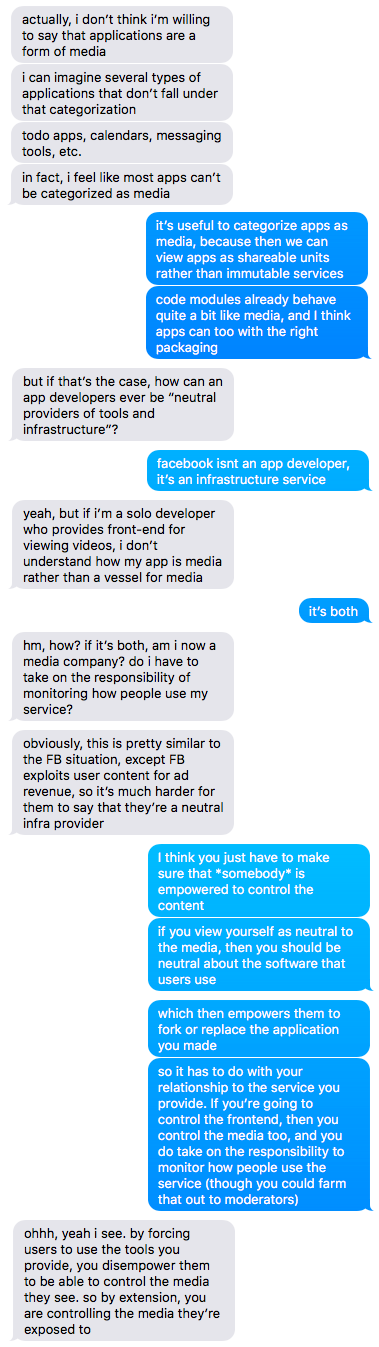 actually, i don't think i'm willing
to say that applications are a
form of media
i can imagine several types of
applications that don't fall under
that categorization
todo apps, calendars, messaging
tools, etc.
in fact, i feel like most apps can't
be categorized as media
it's useful to categorize apps as
media, because then we can
view apps as shareable units
rather than immutable services
code modules already behave
quite a bit like media, and I think
apps can too with the right
packaging
but if that's the case, how can an
app developers ever be “neutral
providers of tools and
infrastructure”?
facebook isnt an app developer,
it's an infrastructure service
yeah, but if i'm a solo developer
who provides front-end for
viewing videos, i don't
understand how my app is media
rather than a vessel for media
it's both
hm, how? if it's both, am i now a
media company? do i have to
take on the responsibility of
monitoring how people use my
service?
obviously, this is pretty similar to
the FB situation, except FB
exploits user content for ad
revenue, so it's much harder for
them to say that they're a neutral
infra provider
I think you just have to make
sure that *somebody* is
empowered to control the
content
if you view yourself as neutral to
the media, then you should be
neutral about the software that
users use
which then empowers them to
fork or replace the application
you made
so it has to do with your
relationship to the service you
provide. If you're going to
control the frontend, then you
control the media too, and you
do take on the responsibility to
monitor how people use the
service (though you could farm
that out to moderators)
ohhh, yeah i see. by forcing
users to use the tools you
provide, you disempower them
to be able to control the media
they see. so by extension, you
are controlling the media they're
exposed to